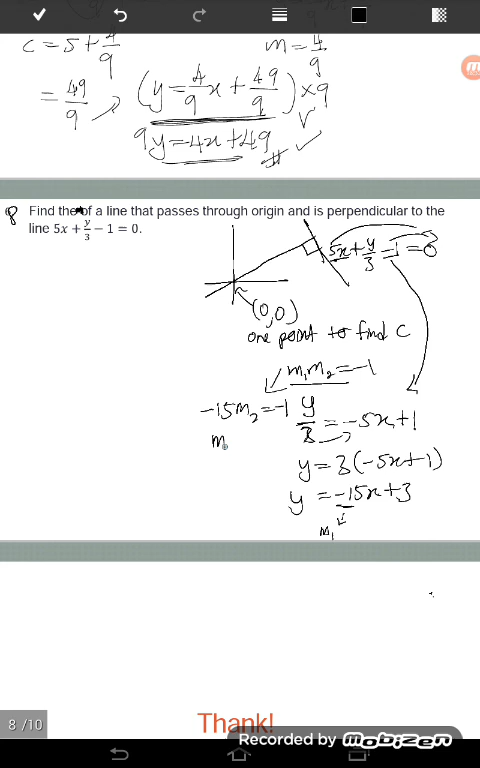 c = 5 + 4/9
m = 4/9
= 49/9
(y = 4/9 x + 49/9) × 9
9y = 4x + 49
8 Find the of a line that passes through origin and is perpendicular to the
line 5x + y/3 − 1 = 0.
5x + y/3 − 1 = 0
(0,0)
one point to find C
m₁m₂ = −1
−15m₂ = −1
y/3 = −5x + 1
m
y = 3(−5x + 1)
y = −15x + 3
m₁
8 /10
Thank!
Recorded by mobizen